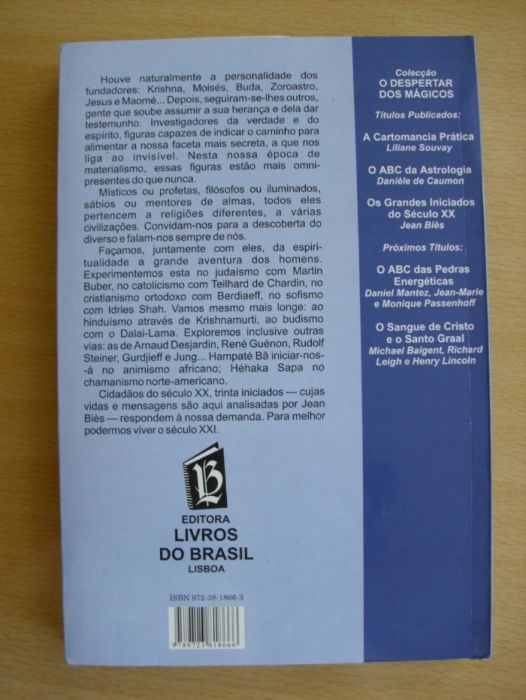 Houve naturalmente a personalidade dos
fundadores: Krishna, Moisés, Buda, Zoroastro,
Jesus e Maomé... Depois, seguiram-se-lhes outros,
gente que soube assumir a sua herança e dela dar
testemunho. Investigadores da verdade e do
espírito, figuras capazes de indicar o caminho para
alimentar a nossa faceta mais secreta, a que nos
liga ao invisível. Nesta nossa época de
materialismo, essas figuras estão mais omni-
presentes do que nunca.
Místicos ou profetas, filósofos ou iluminados,
sábios ou mentores de almas, todos eles
pertencem a religiões diferentes, a várias
civilizações. Convidam-nos para a descoberta do
diverso e falam-nos sempre de nós.
Façamos, juntamente com eles, da espiri-
tualidade a grande aventura dos homens.
Experimentemos esta no judaísmo com Martin
Buber, no catolicismo com Teilhard de Chardin, no
cristianismo ortodoxo com Berdiaeff, no sofismo
com Idries Shah. Vamos mesmo mais longe: ao
hinduísmo através de Krishnamurti, ao budismo
com o Dalai-Lama. Exploremos inclusive outras
vias: as de Arnaud Desjardin, René Guénon, Rudolf
Steiner, Gurdjieff e Jung... Hampaté Bâ iniciar-nos-
-á no animismo africano; Héhaka Sapa no
chamanismo norte-americano.
Cidadãos do século XX, trinta iniciados — cujas
vidas e mensagens são aqui analisadas por Jean
Biès — respondem à nossa demanda. Para melhor
podermos viver o século XXI.
LB
EDITORA
LIVROS
DO BRASIL
LISBOA
ISBN 972-38-1866-3
9789723818666
Colecção
O DESPERTAR
DOS MÁGICOS
Títulos Publicados:
A Cartomancia Prática
Liliane Souvay
O ABC da Astrologia
Danièle de Caumon
Os Grandes Iniciados
do Século XX
Jean Biès
Próximos Títulos:
O ABC das Pedras
Energéticas
Daniel Mantez, Jean-Marie
e Monique Passenhoff
O Sangue de Cristo
e o Santo Graal
Michael Baigent, Richard
Leigh e Henry Lincoln